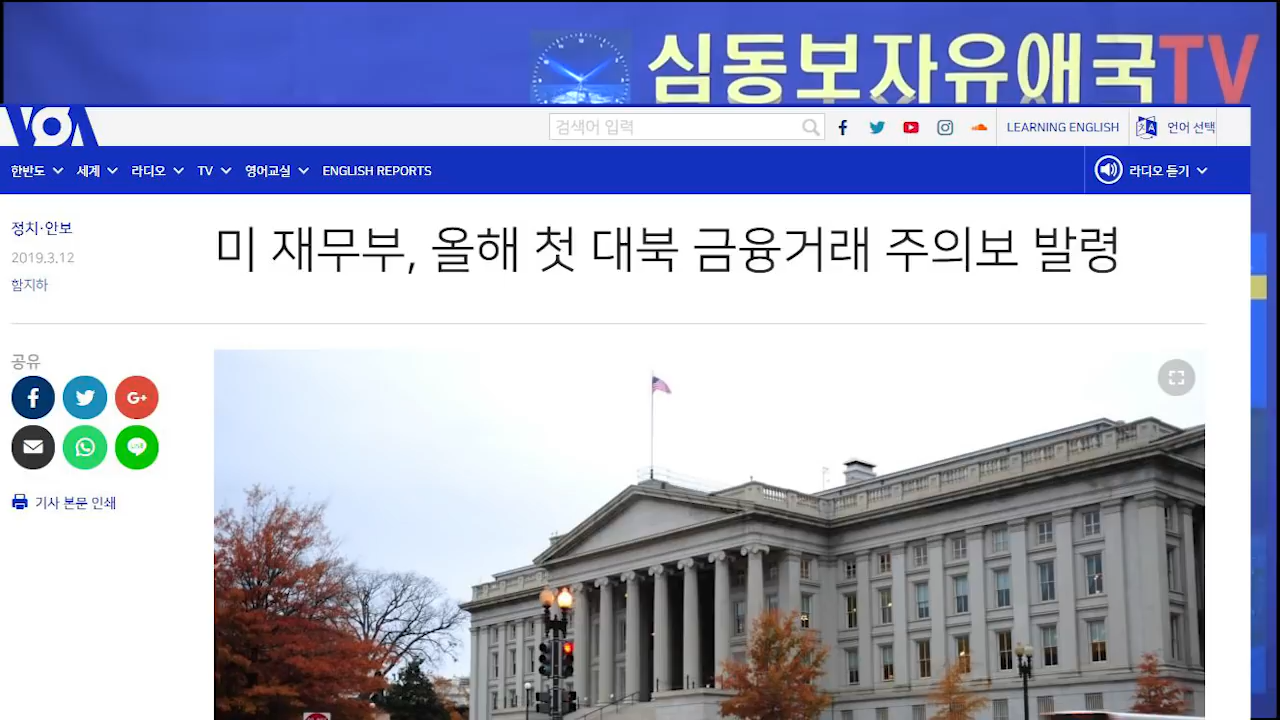 심동보자유애국TV
VOA
검색어 입력
LEARNING ENGLISH
언어 선택
한반도
세계
라디오
TV
영어교실
ENGLISH REPORTS
라디오 듣기
정치·안보
2019.3.12
함지하
미 재무부, 올해 첫 대북 금융거래 주의보 발령
공유
G+
LINE
기사 본문 인쇄